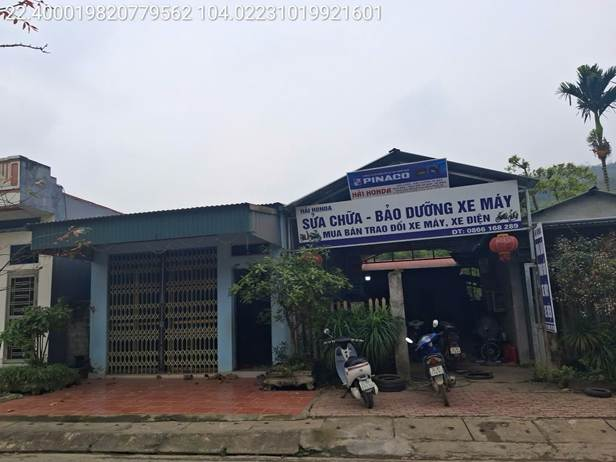 22.400019820779562 104.02231019921601
PINACO
HẢI HONDA
HẢI HONDA
SỬA CHỮA - BẢO DƯỠNG XE MÁY
MUA BÁN TRAO ĐỔI XE MÁY, XE ĐIỆN
ĐT: 0866 168 289